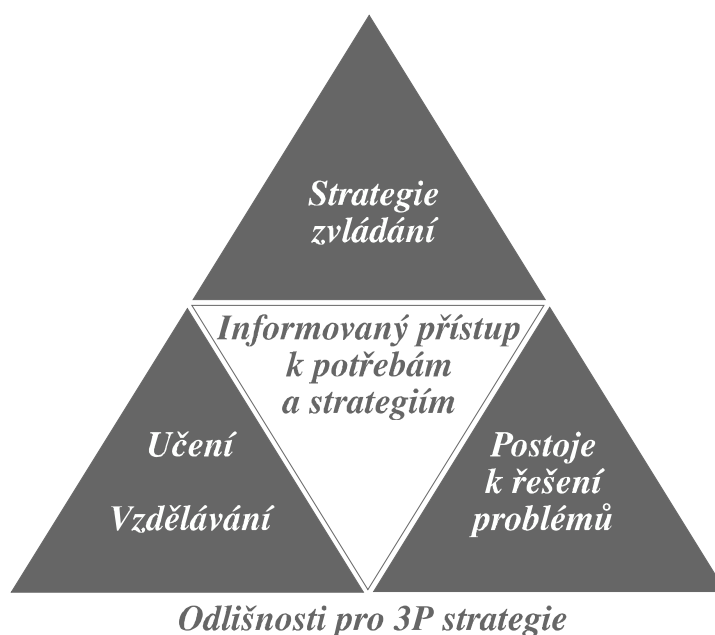 Strategie
zvládání
Informovaný přístup
k potřebám
a strategiím
Učení
Vzdělávání
Postoje
k řešení
problémů
Odlišnosti pro 3P strategie